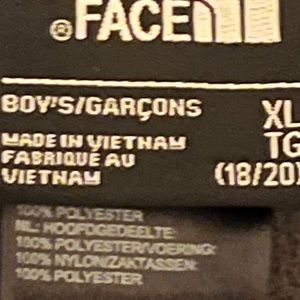 ®FACE
BOY'S/GARÇONS XL
TG
MADE IN VIETNAM
FABRIQUÉ AU
VIETNAM (18/20)
100% POLYESTER
NL: HOOFDGEDEELTE:
100% POLYESTER/VOERING:
100% NYLON/ZAKTASSEN:
100% POLYESTER